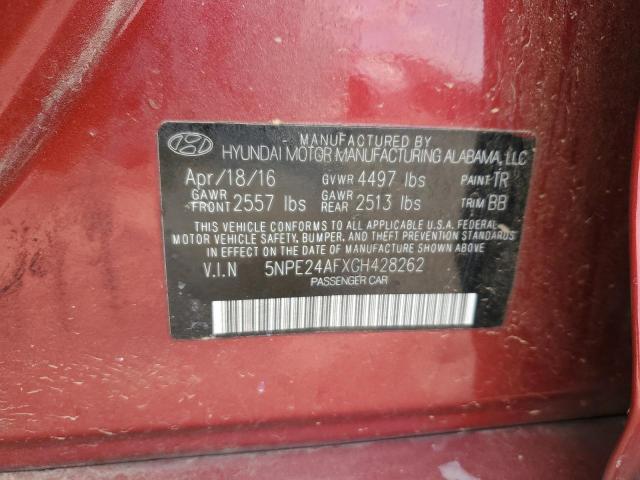 MANUFACTURED BY
HYUNDAI MOTOR MANUFACTURING ALABAMA, LLC
Apr/18/16 GVWR 4497 lbs PAINT TR
GAWR FRONT 2557 lbs GAWR REAR 2513 lbs TRIM BB
THIS VEHICLE CONFORMS TO ALL APPLICABLE U.S.A. FEDERAL
MOTOR VEHICLE SAFETY, BUMPER, AND THEFT PREVENTION STANDARDS
IN EFFECT ON THE DATE OF MANUFACTURE SHOWN ABOVE
V.I.N 5NPE24AFXGH428262
PASSENGER CAR